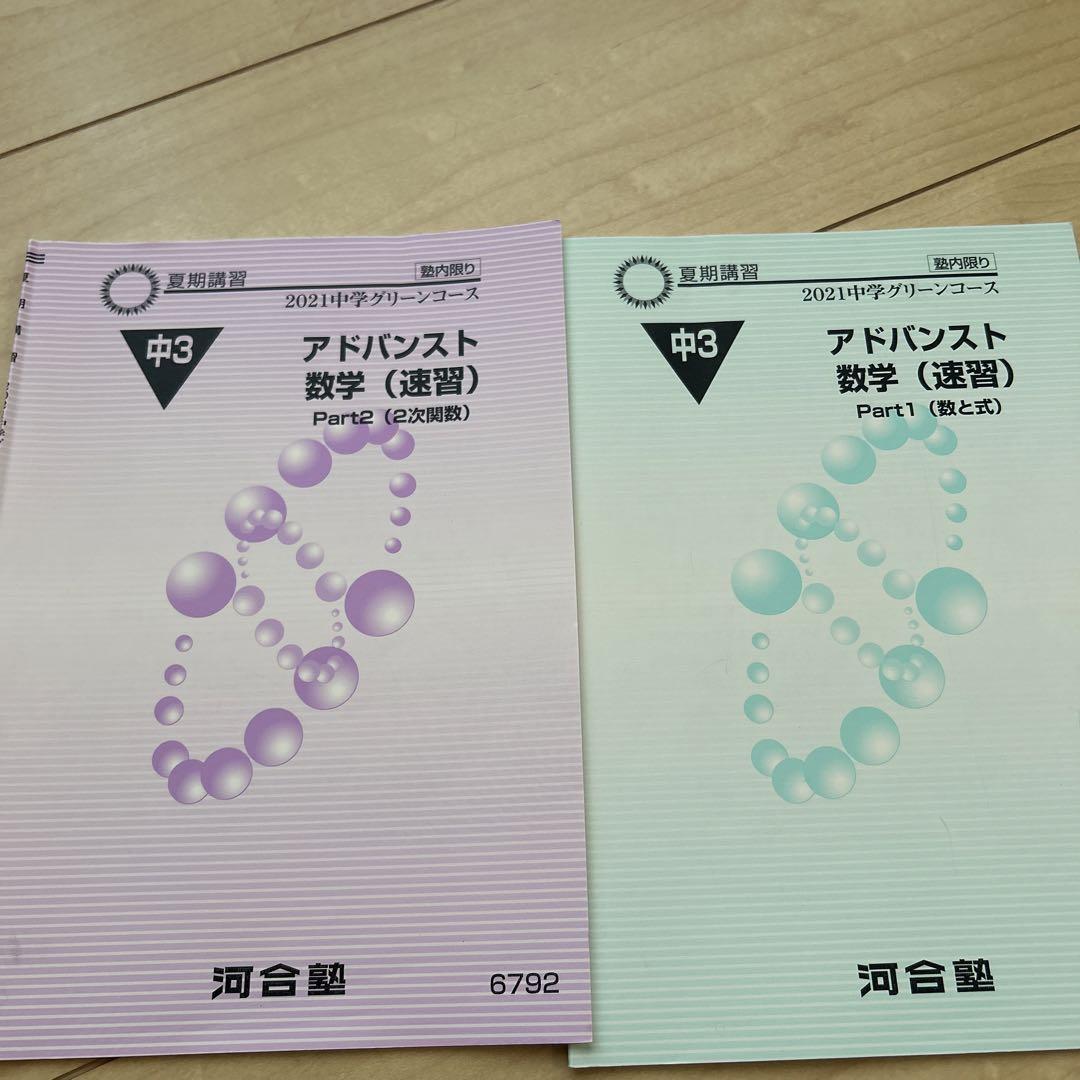 夏期講習
塾内限り
2021中学グリーンコース
中3
アドバンスト
数学（速習）
Part2（2次関数）
河合塾
6792
夏期講習
塾内限り
2021中学グリーンコース
中3
アドバンスト
数学（速習）
Part1（数と式）
河合塾